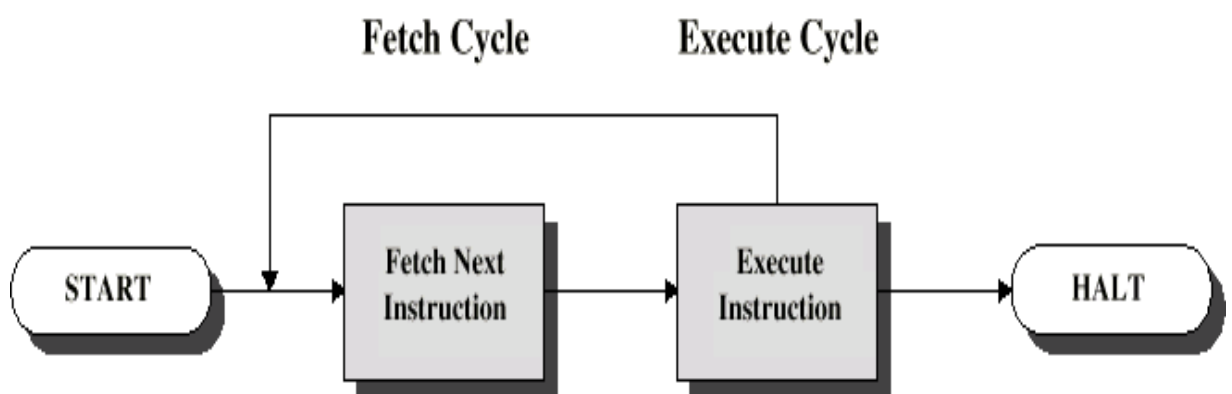 Fetch Cycle
Execute Cycle
START
Fetch Next
Instruction
Execute
Instruction
HALT